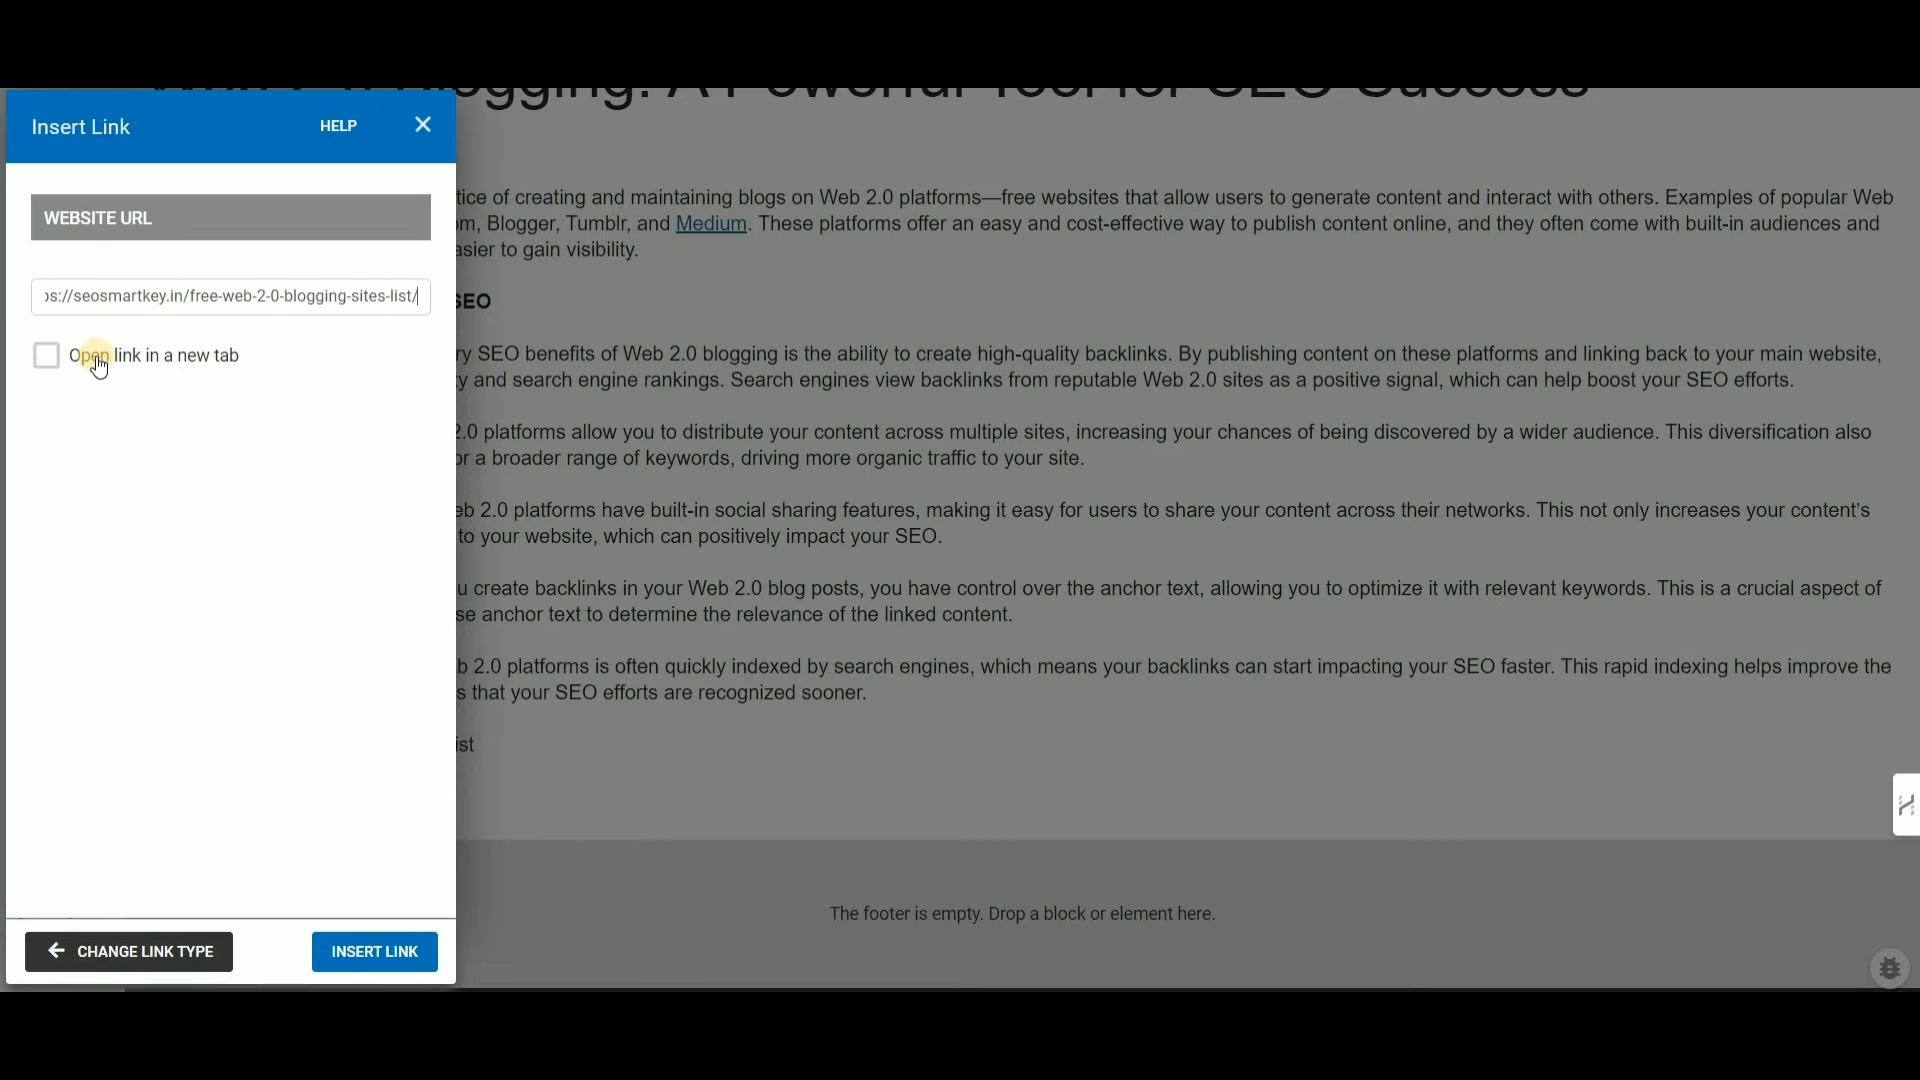 Blogging: A Powerful Tool for SEO Success
Insert Link
HELP
WEBSITE URL
os://seosmartkey.in/free-web-2-0-blogging-sites-list/
Open link in a new tab
CHANGE LINK TYPE
INSERT LINK
tice of creating and maintaining blogs on Web 2.0 platforms—free websites that allow users to generate content and interact with others. Examples of popular Web
om, Blogger, Tumblr, and Medium. These platforms offer an easy and cost-effective way to publish content online, and they often come with built-in audiences and
asier to gain visibility.
SEO
ry SEO benefits of Web 2.0 blogging is the ability to create high-quality backlinks. By publishing content on these platforms and linking back to your main website,
ty and search engine rankings. Search engines view backlinks from reputable Web 2.0 sites as a positive signal, which can help boost your SEO efforts.
2.0 platforms allow you to distribute your content across multiple sites, increasing your chances of being discovered by a wider audience. This diversification also
or a broader range of keywords, driving more organic traffic to your site.
eb 2.0 platforms have built-in social sharing features, making it easy for users to share your content across their networks. This not only increases your content's
to your website, which can positively impact your SEO.
u create backlinks in your Web 2.0 blog posts, you have control over the anchor text, allowing you to optimize it with relevant keywords. This is a crucial aspect of
se anchor text to determine the relevance of the linked content.
b 2.0 platforms is often quickly indexed by search engines, which means your backlinks can start impacting your SEO faster. This rapid indexing helps improve the
s that your SEO efforts are recognized sooner.
ist
The footer is empty. Drop a block or element here.